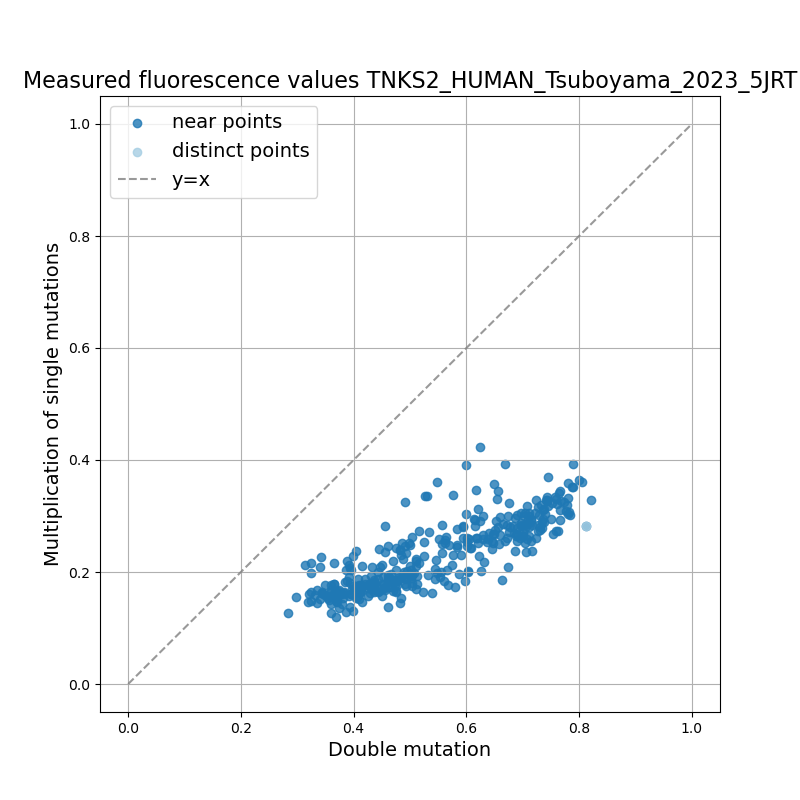 Measured fluorescence values TNKS2_HUMAN_Tsuboyama_2023_5JRT
near points
distinct points
y=x
Multiplication of single mutations
1.0
0.8
0.6
0.4
0.2
0.0
0.0 0.2 0.4 0.6 0.8 1.0
Double mutation